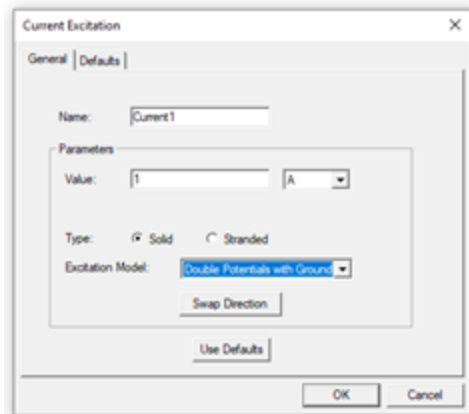 Current Excitation
General Defaults
Name: Current1
Parameters
Value: 1 A
Type: Solid Stranded
Excitation Model: Double Potentials with Ground
Swap Direction
Use Defaults
OK Cancel